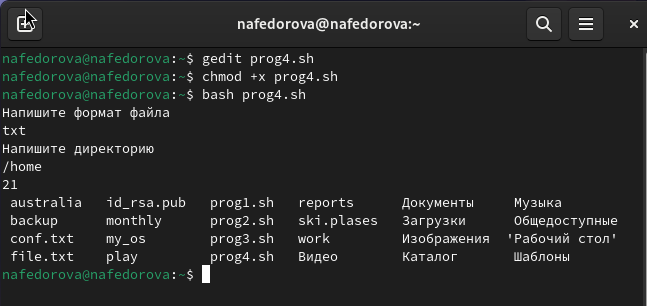 nafedorova@nafedorova:~
nafedorova@nafedorova:~$ gedit prog4.sh
nafedorova@nafedorova:~$ chmod +x prog4.sh
nafedorova@nafedorova:~$ bash prog4.sh
Напишите формат файла
txt
Напишите директорию
/home
21
australia id_rsa.pub prog1.sh reports Документы Музыка
backup monthly prog2.sh ski.plases Загрузки Общедоступные
conf.txt my_os prog3.sh work Изображения 'Рабочий стол'
file.txt play prog4.sh Видео Каталог Шаблоны
nafedorova@nafedorova:~$